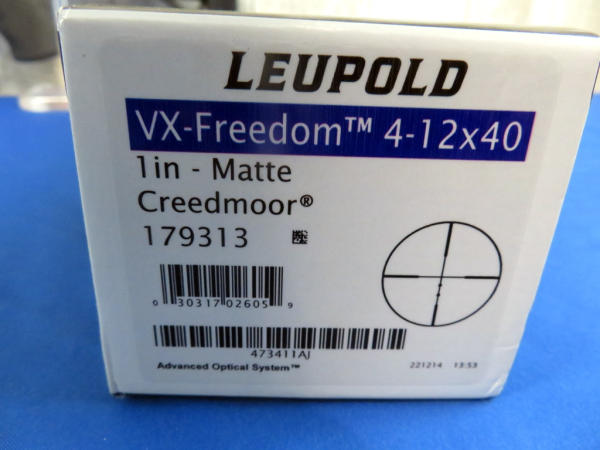 LEUPOLD
VX-Freedom™ 4-12x40
1in - Matte
Creedmoor®
179313
0 30317 02605 9
473411AJ
Advanced Optical System™
221214 13:53